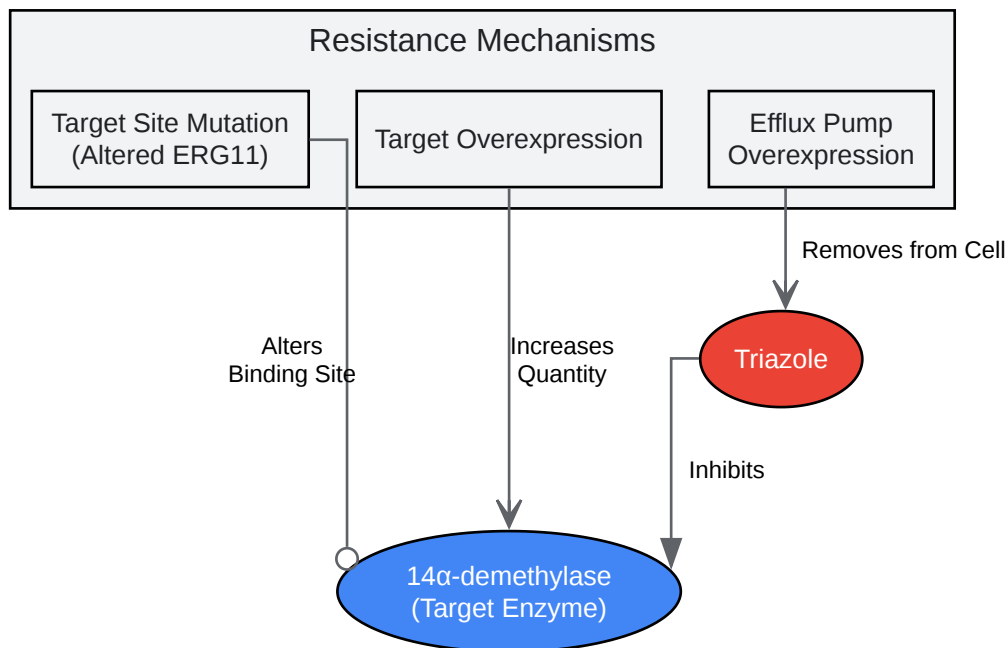 Resistance Mechanisms
Target Site Mutation
(Altered ERG11)
Target Overexpression
Efflux Pump
Overexpression
Removes from Cell
Alters
Binding Site
Increases
Quantity
Triazole
Inhibits
14α-demethylase
(Target Enzyme)